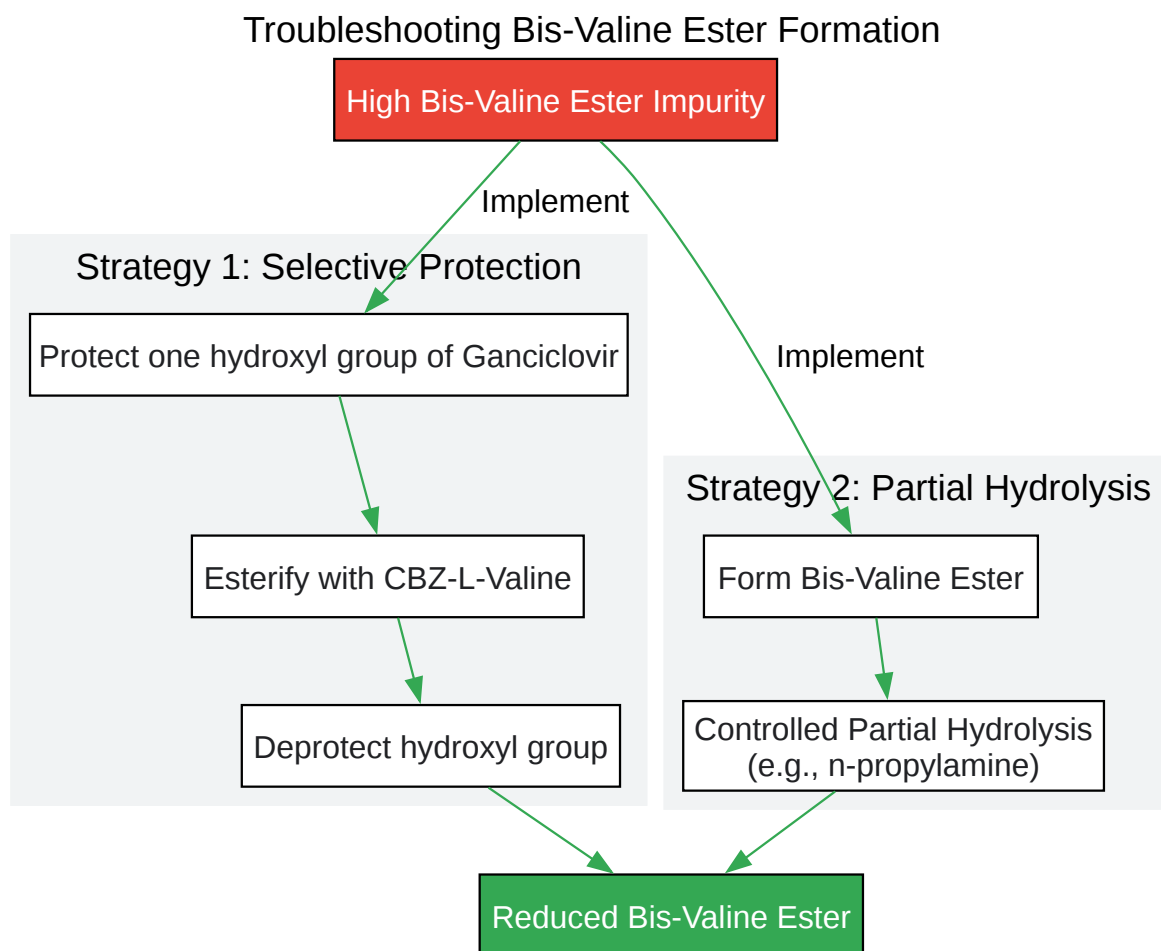 Troubleshooting Bis-Valine Ester Formation
High Bis-Valine Ester Impurity
Implement
Strategy 1: Selective Protection
Protect one hydroxyl group of Ganciclovir
Esterify with CBZ-L-Valine
Deprotect hydroxyl group
Implement
Strategy 2: Partial Hydrolysis
Form Bis-Valine Ester
Controlled Partial Hydrolysis
(e.g., n-propylamine)
Reduced Bis-Valine Ester